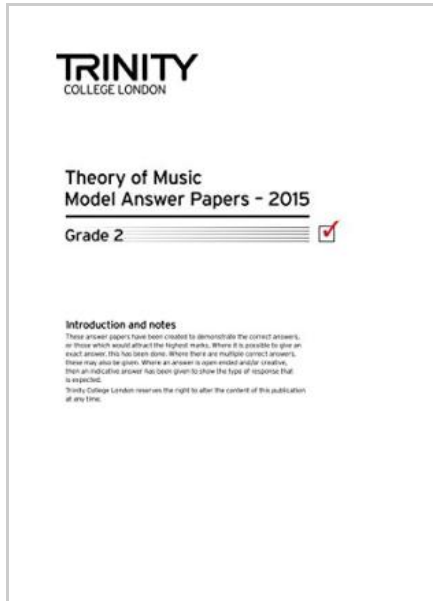 TRINITY
COLLEGE LONDON
Theory of Music
Model Answer Papers – 2015
Grade 2
Introduction and notes
These answer papers have been created to demonstrate the correct answers,
or those which would attract the highest marks. Where it is possible to give an
exact answer, this has been done. Where there are multiple correct answers,
these may also be given. Where an answer is open ended and/or creative,
then an indicative answer has been given to show the type of response that
is expected.
Trinity College London reserves the right to alter the content of this publication
at any time.